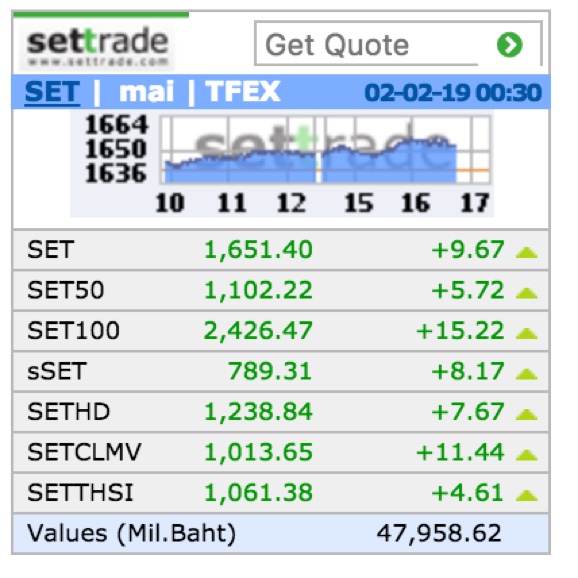 settrade
www.settrade.com
Get Quote
SET | mai | TFEX 02-02-19 00:30
settrade
1664
1650
1636
10 11 12 15 16 17
SET 1,651.40 +9.67
SET50 1,102.22 +5.72
SET100 2,426.47 +15.22
sSET 789.31 +8.17
SETHD 1,238.84 +7.67
SETCLMV 1,013.65 +11.44
SETTHSI 1,061.38 +4.61
Values (Mil.Baht) 47,958.62